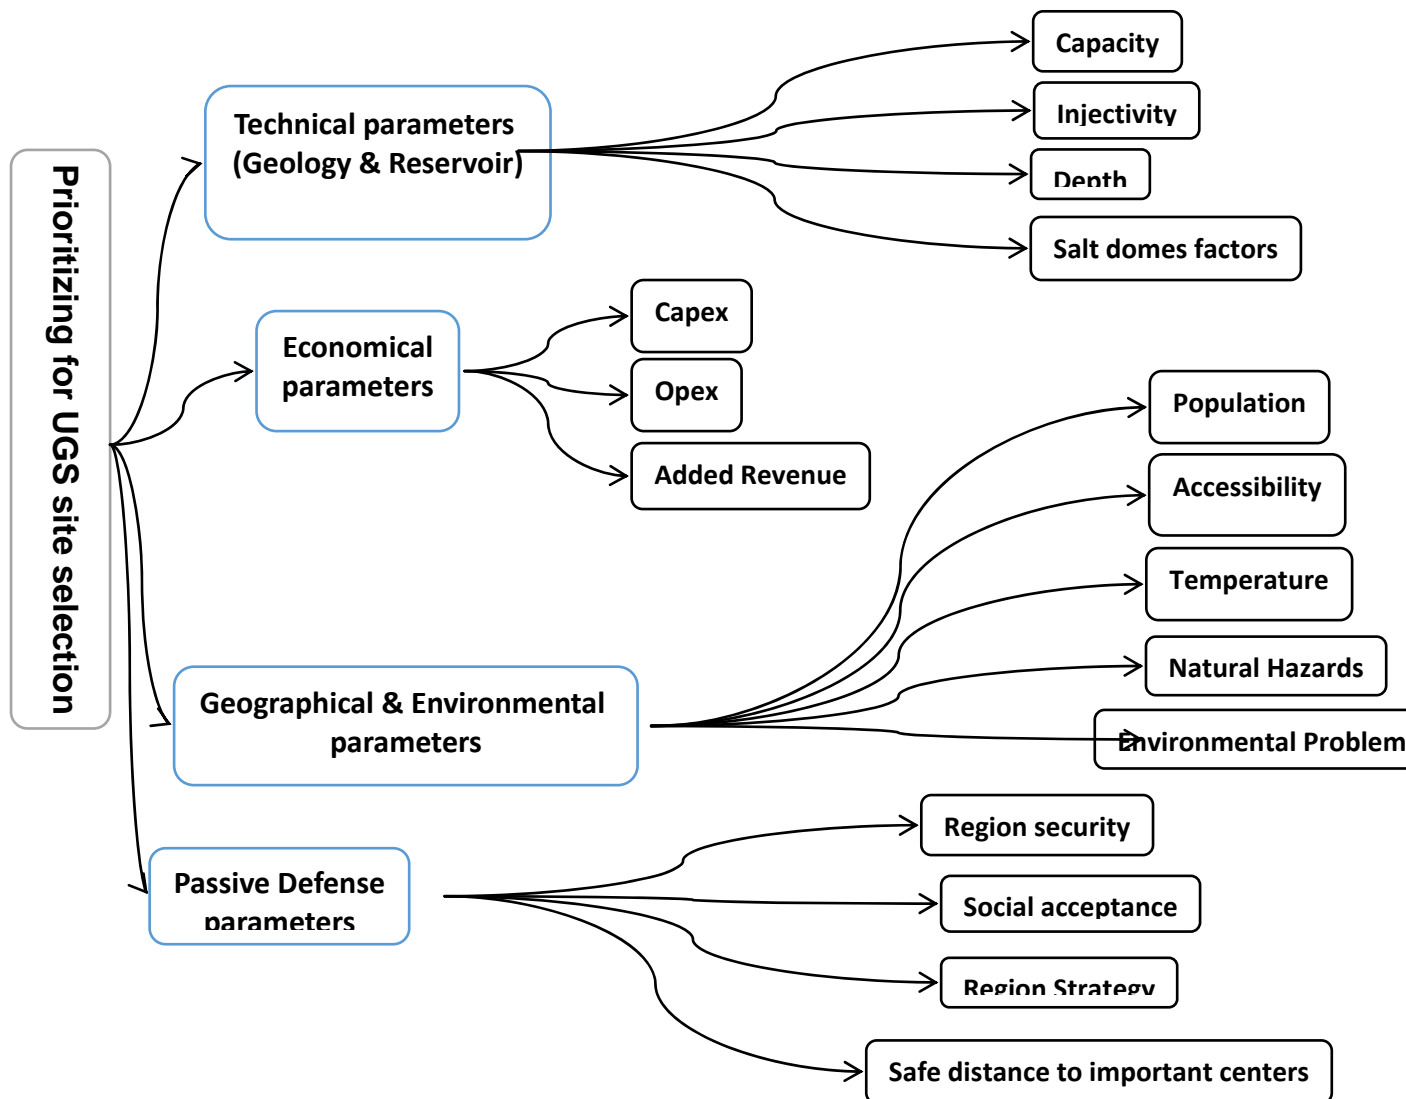 Prioritizing for UGS site selection
Technical parameters
(Geology & Reservoir)
Capacity
Injectivity
Depth
Salt domes factors
Economical
parameters
Capex
Opex
Added Revenue
Geographical & Environmental
parameters
Population
Accessibility
Temperature
Natural Hazards
Environmental Problem
Passive Defense
parameters
Region security
Social acceptance
Region Strategy
Safe distance to important centers